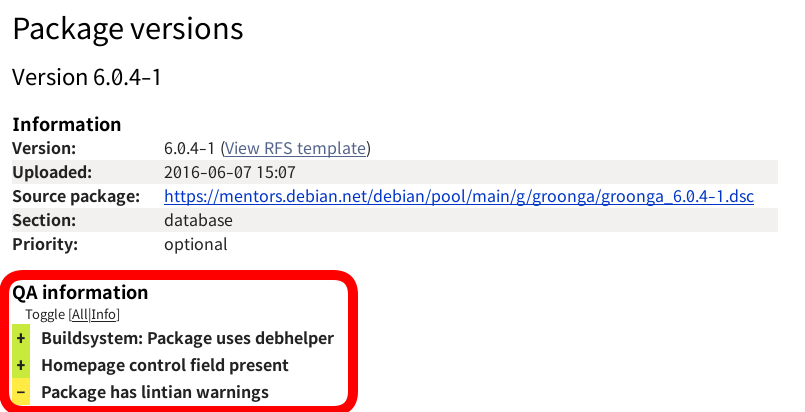 Package versions
Version 6.0.4-1
Information
Version: 6.0.4-1 (View RFS template)
Uploaded: 2016-06-07 15:07
Source package: https://mentors.debian.net/debian/pool/main/g/groonga/groonga_6.0.4-1.dsc
Section: database
Priority: optional
QA information
Toggle [All|Info]
+ Buildsystem: Package uses debhelper
+ Homepage control field present
− Package has lintian warnings